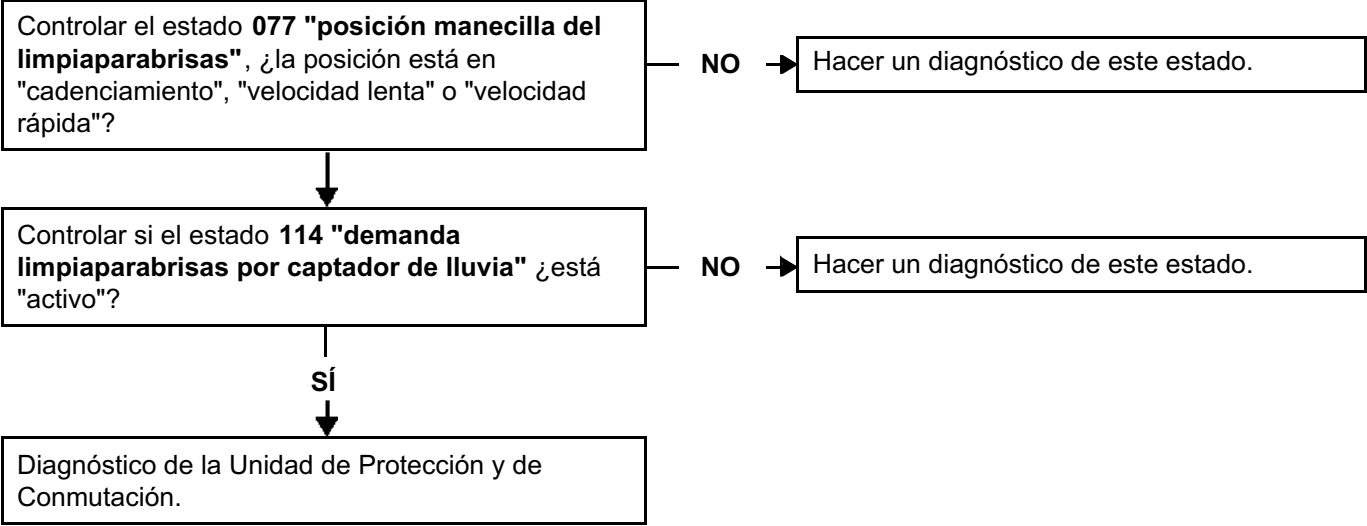 Controlar el estado 077 "posición manecilla del
limpiaparabrisas", ¿la posición está en
"cadenciamiento", "velocidad lenta" o "velocidad
rápida"?
NO
Hacer un diagnóstico de este estado.
Controlar si el estado 114 "demanda
limpiaparabrisas por captador de lluvia" ¿está
"activo"?
NO
Hacer un diagnóstico de este estado.
SÍ
Diagnóstico de la Unidad de Protección y de
Conmutación.